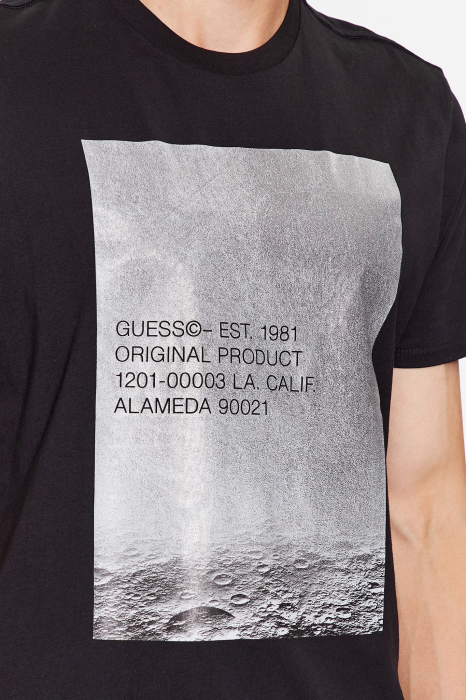 GUESS©– EST. 1981
ORIGINAL PRODUCT
1201-00003 LA. CALIF.
ALAMEDA 90021